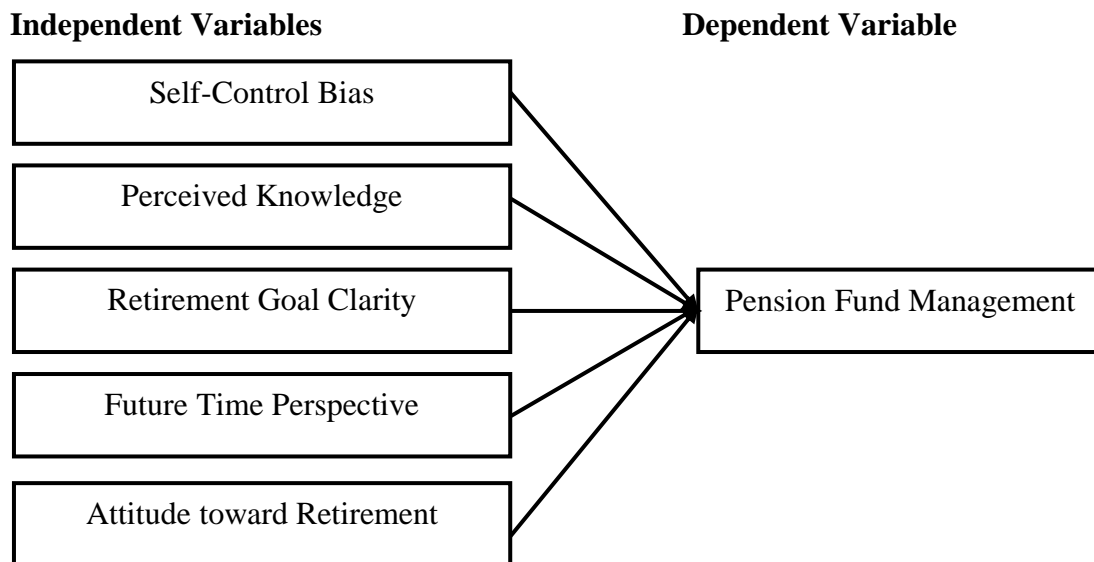 Independent Variables
Dependent Variable
Self-Control Bias
Perceived Knowledge
Retirement Goal Clarity
Pension Fund Management
Future Time Perspective
Attitude toward Retirement